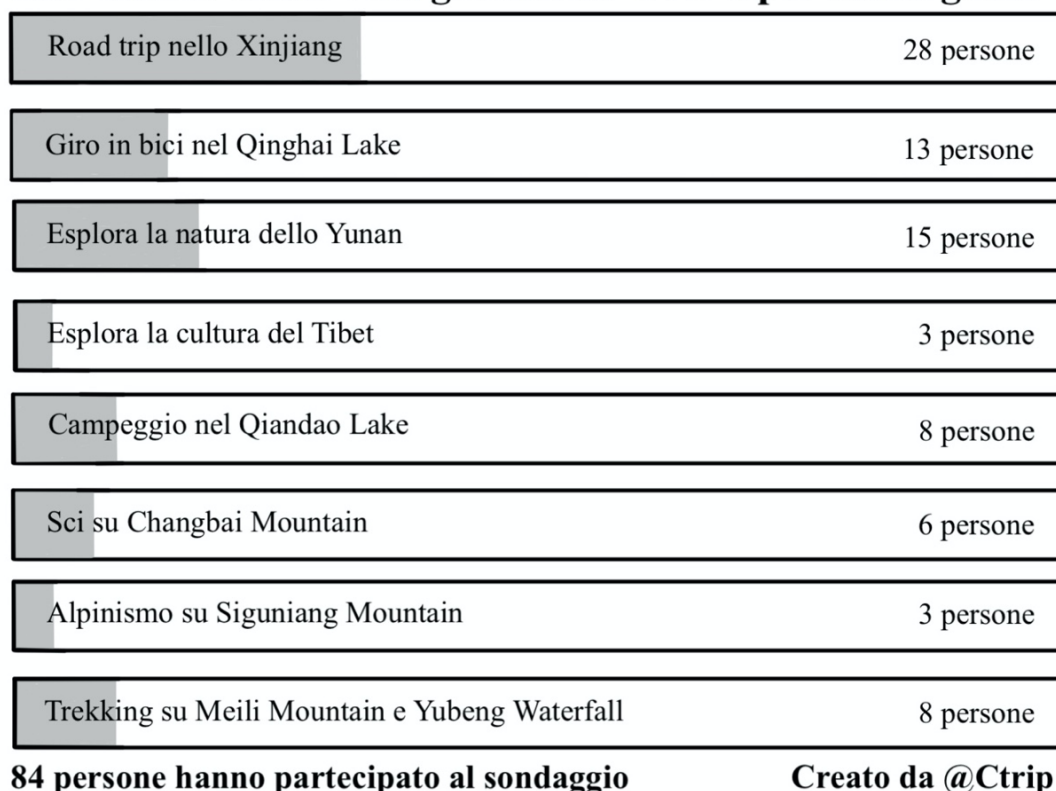 Road trip nello Xinjiang 28 persone
Giro in bici nel Qinghai Lake 13 persone
Esplora la natura dello Yunan 15 persone
Esplora la cultura del Tibet 3 persone
Campeggio nel Qiandao Lake 8 persone
Sci su Changbai Mountain 6 persone
Alpinismo su Siguniang Mountain 3 persone
Trekking su Meili Mountain e Yubeng Waterfall 8 persone
84 persone hanno partecipato al sondaggio Creato da @Ctrip